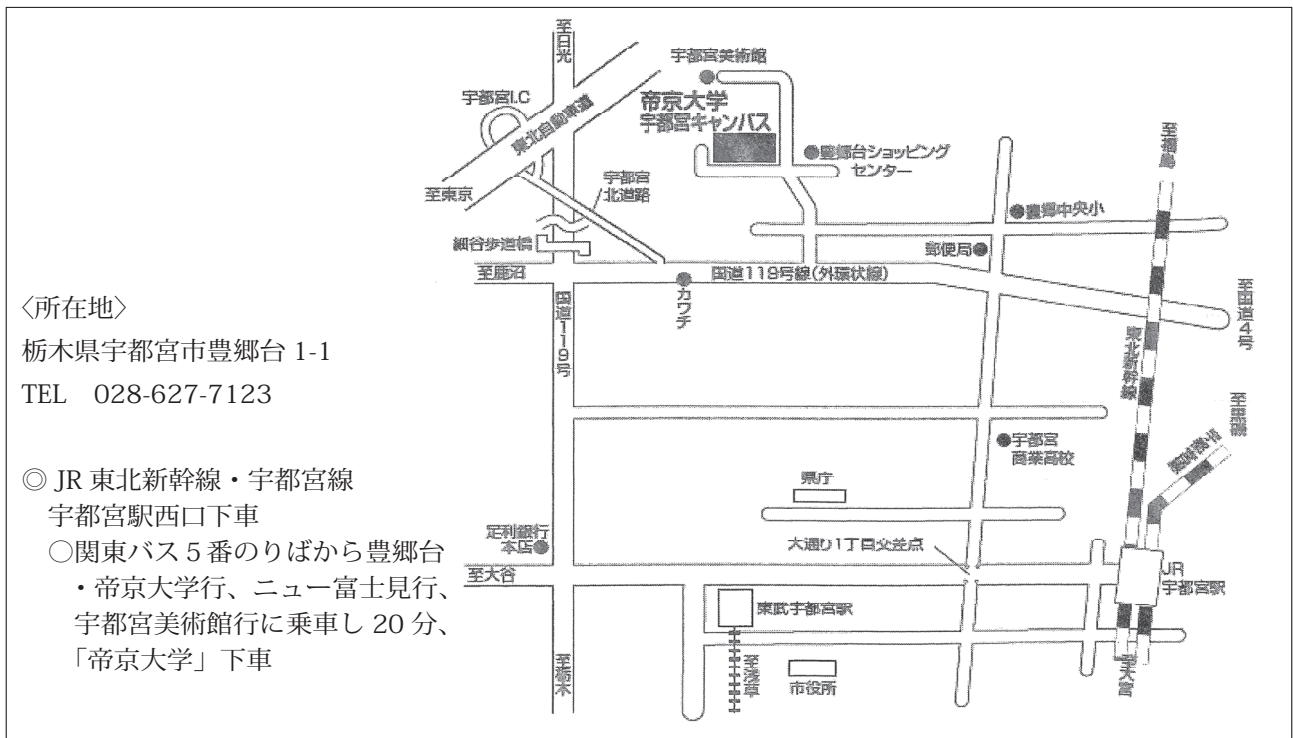 〈所在地〉
栃木県宇都宮市豊郷台 1-1
TEL　028-627-7123
◎ JR 東北新幹線・宇都宮線
宇都宮駅西口下車
○関東バス５番のりばから豊郷台
・帝京大学行、ニュー富士見行、
宇都宮美術館行に乗車し 20 分、
「帝京大学」下車
至日光
宇都宮美術館
宇都宮I.C
東北自動車道
帝京大学
宇都宮キャンパス
豊郷台ショッピング
センター
至福島
至東京
宇都宮
北道路
豊郷中央小
細谷歩道橋
郵便局
至鹿沼
国道119号線(外環状線)
カワチ
至国道4号
国道119号
東北新幹線
至黒磯
宇都宮
商業高校
県庁
足利銀行
本店
大通り1丁目交差点
至大谷
JR
宇都宮駅
東武宇都宮駅
至栃木
至浅草
市役所
至大宮